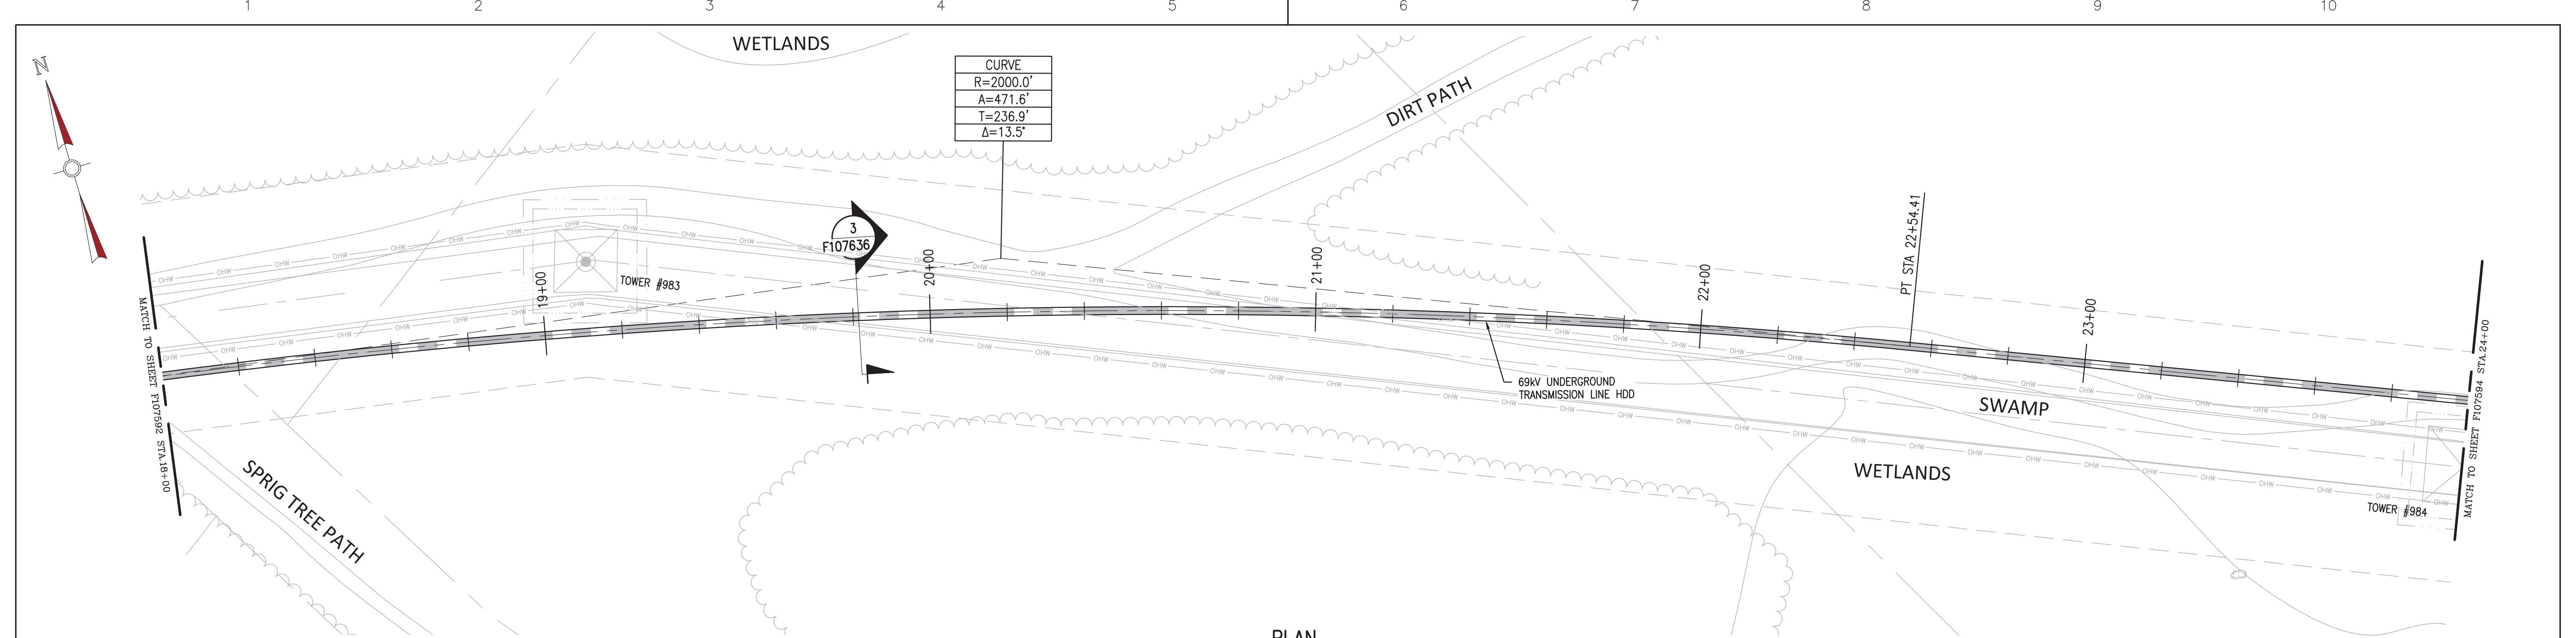 1 2 3 4 5 6 7 8 9 10
N
WETLANDS
CURVE
R=2000.0'
A=471.6'
T=236.9'
Δ=13.5°
DIRT PATH
3
F107636
TOWER #983
19+00
20+00
21+00
22+00
PT STA 22+54.41
23+00
MATCH TO SHEET F107592 STA.18+00
MATCH TO SHEET F107594 STA.24+00
69kV UNDERGROUND
TRANSMISSION LINE HDD
SWAMP
WETLANDS
TOWER #984
SPRIG TREE PATH
OHW
PLAN